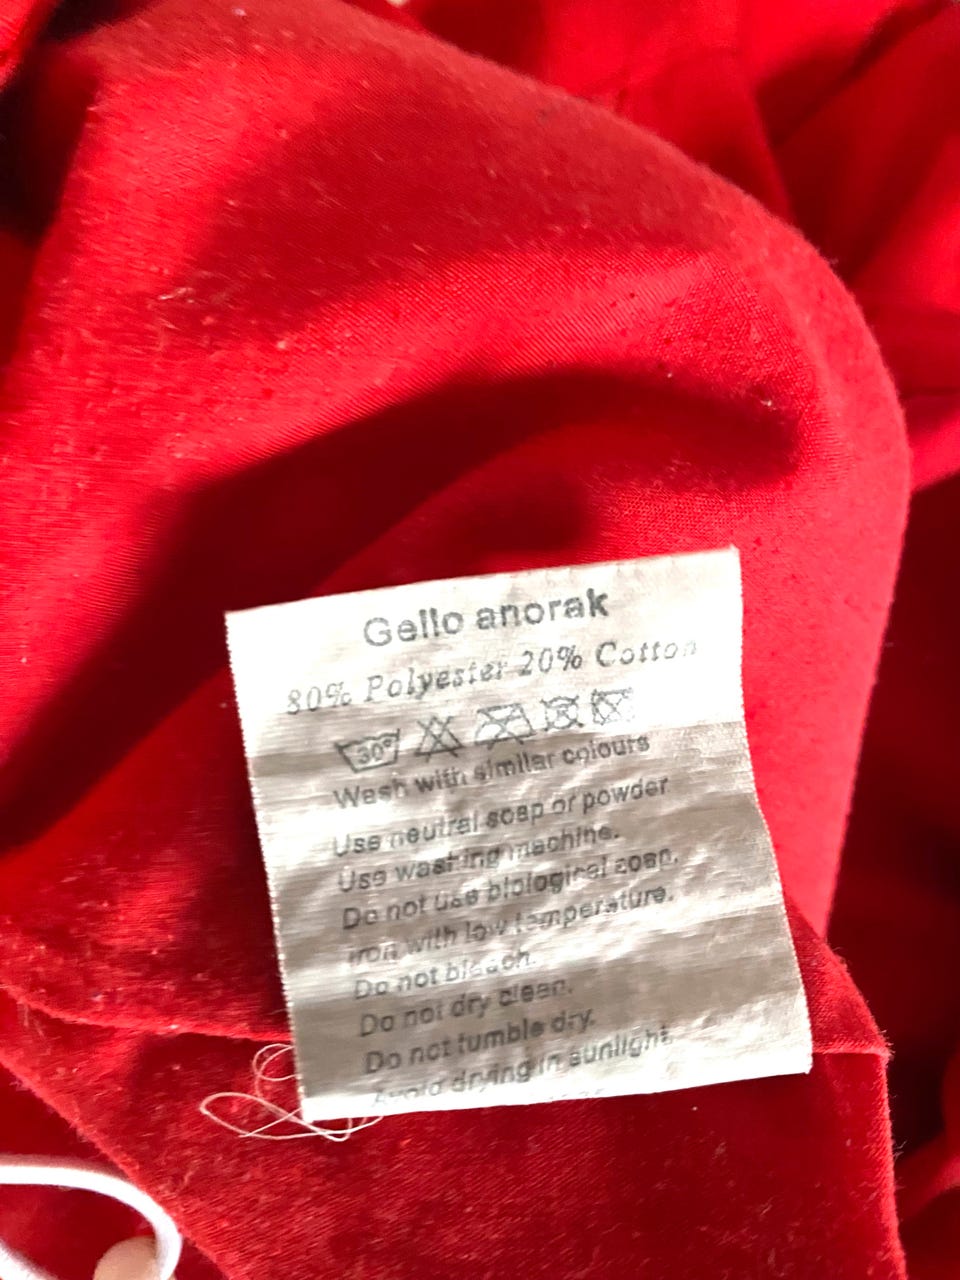 Gello anorak
80% Polyester 20% Cotton
30°
Wash with similar colours
Use neutral soap or powder
Use washing machine.
Do not use biological soap.
Iron with low temperature.
Do not bleach.
Do not dry clean.
Do not tumble dry.
Avoid drying in sunlight.